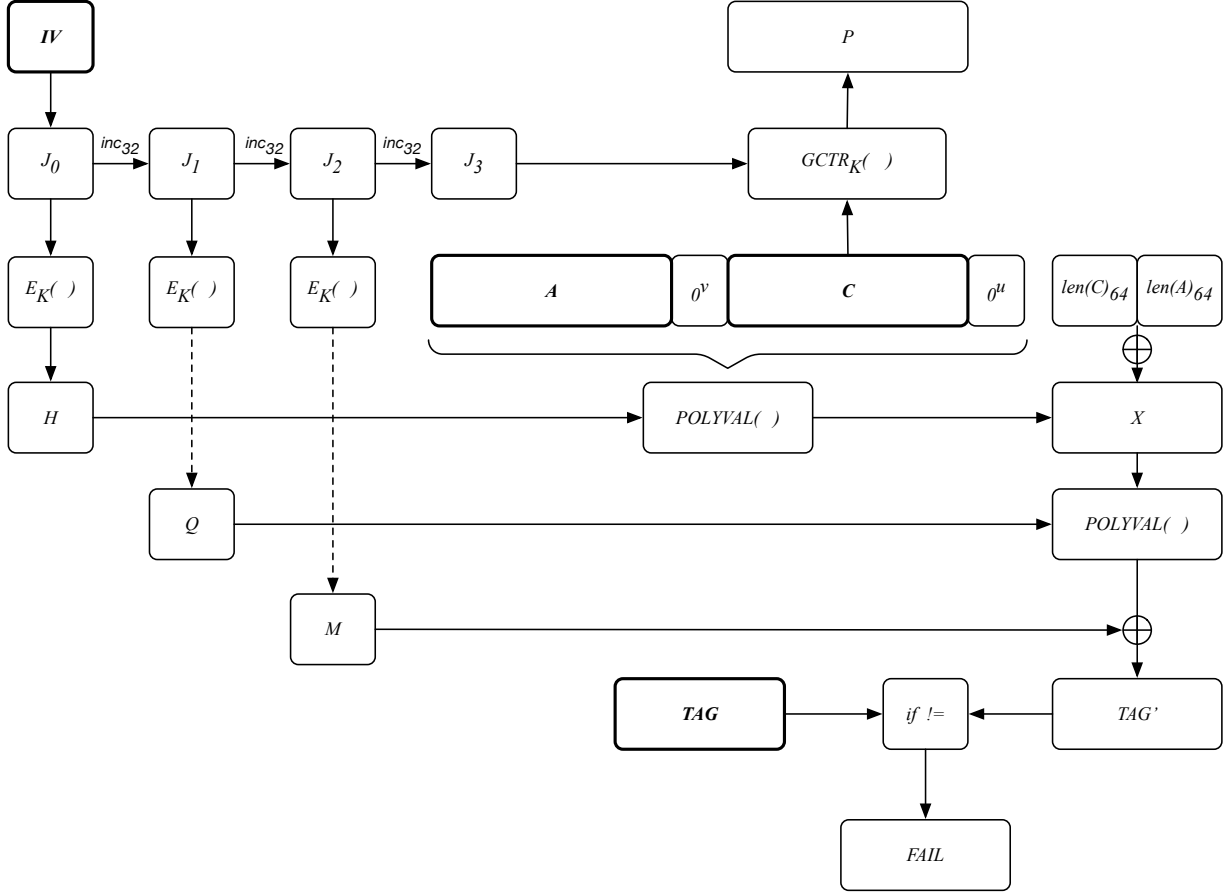 IV
P
inc32 inc32 inc32
J0 J1 J2 J3 GCTRK( )
EK( ) EK( ) EK( ) A 0v C 0u len(C)64 len(A)64
H POLYVAL( ) X
Q POLYVAL( )
M
TAG if != TAG’
FAIL